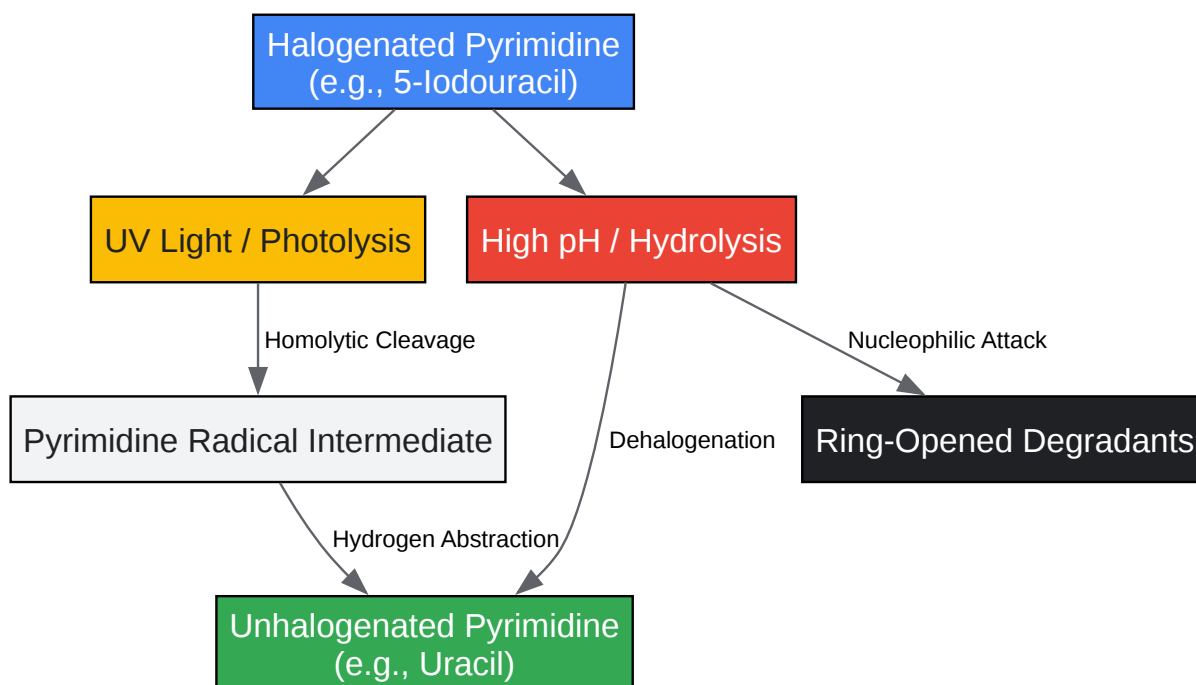 Halogenated Pyrimidine
(e.g., 5-Iodouracil)
UV Light / Photolysis
High pH / Hydrolysis
Homolytic Cleavage
Nucleophilic Attack
Pyrimidine Radical Intermediate
Dehalogenation
Ring-Opened Degradants
Hydrogen Abstraction
Unhalogenated Pyrimidine
(e.g., Uracil)